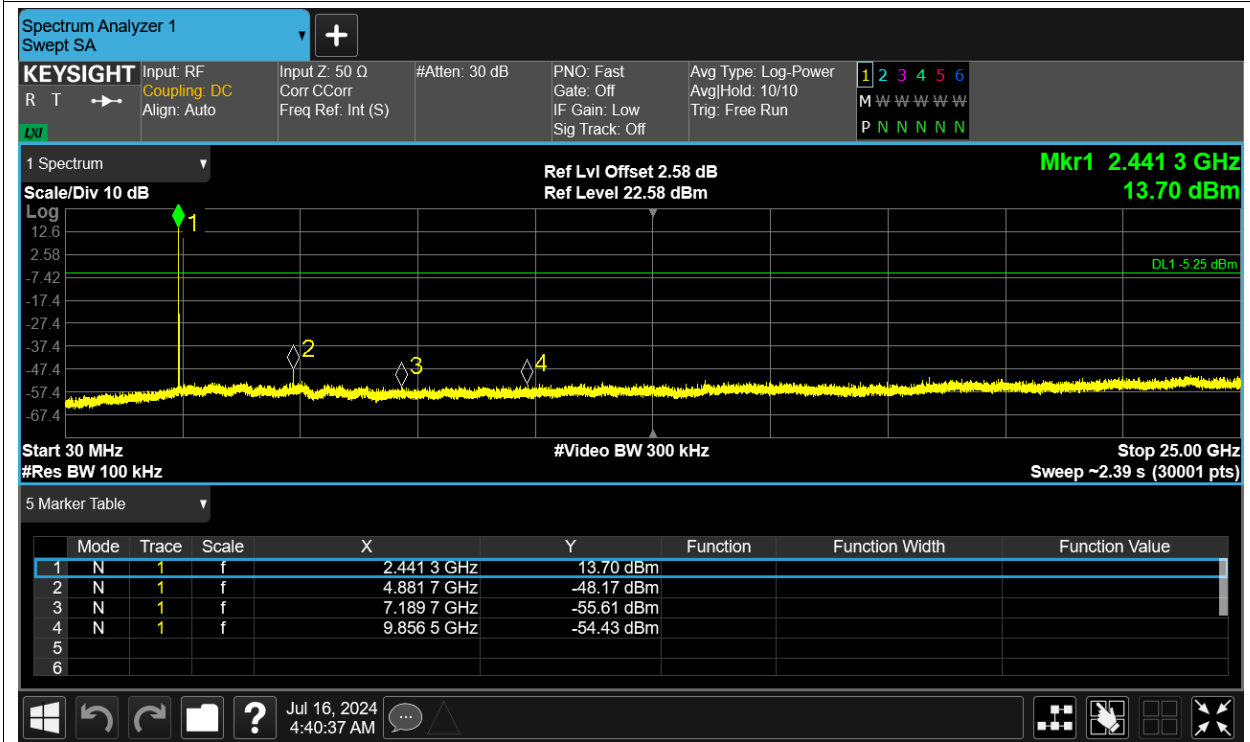 Spectrum Analyzer 1
Swept SA
+
KEYSIGHT Input: RF Input Z: 50 Ω #Atten: 30 dB PNO: Fast Avg Type: Log-Power 1 2 3 4 5 6
R T Coupling: DC Corr CCorr Gate: Off Avg|Hold: 10/10 M W W W W W
Align: Auto Freq Ref: Int (S) IF Gain: Low Trig: Free Run
LXI Sig Track: Off P N N N N N
1 Spectrum Ref Lvl Offset 2.58 dB Mkr1 2.441 3 GHz
Scale/Div 10 dB Ref Level 22.58 dBm 13.70 dBm
Log
1
12.6
2.58
DL1 -5.25 dBm
-7.42
-17.4
-27.4
-37.4
2
3
4
-47.4
-57.4
-67.4
Start 30 MHz #Video BW 300 kHz Stop 25.00 GHz
#Res BW 100 kHz Sweep ~2.39 s (30001 pts)
5 Marker Table
Mode Trace Scale X Y Function Function Width Function Value
1 N 1 f 2.441 3 GHz 13.70 dBm
2 N 1 f 4.881 7 GHz -48.17 dBm
3 N 1 f 7.189 7 GHz -55.61 dBm
4 N 1 f 9.856 5 GHz -54.43 dBm
5
6
? Jul 16, 2024
4:40:37 AM